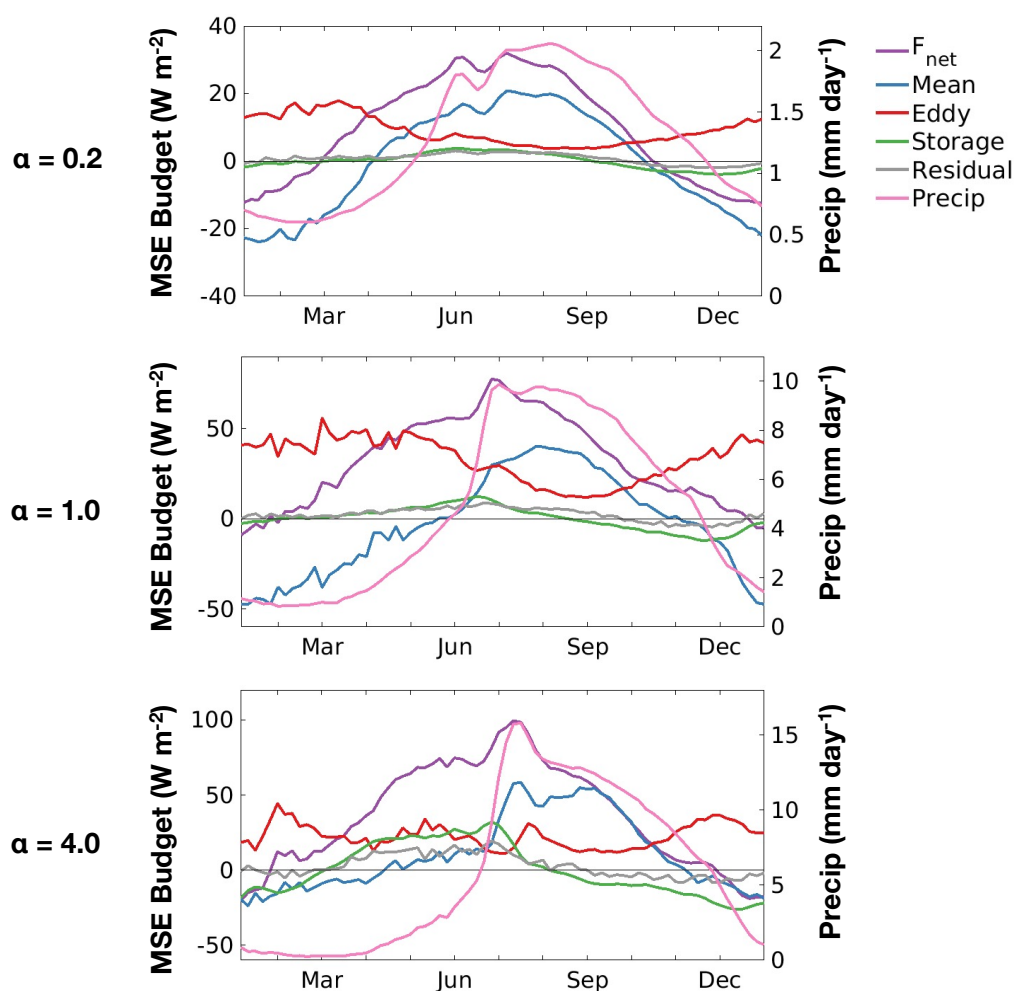 α = 0.2
MSE Budget (W m⁻²)
40
20
0
-20
-40
Mar Jun Sep Dec
2
1.5
1
0.5
0
Precip (mm day⁻¹)
F_net
Mean
Eddy
Storage
Residual
Precip
α = 1.0
MSE Budget (W m⁻²)
50
0
-50
Mar Jun Sep Dec
10
8
6
4
2
0
Precip (mm day⁻¹)
α = 4.0
MSE Budget (W m⁻²)
100
50
0
-50
Mar Jun Sep Dec
15
10
5
0
Precip (mm day⁻¹)